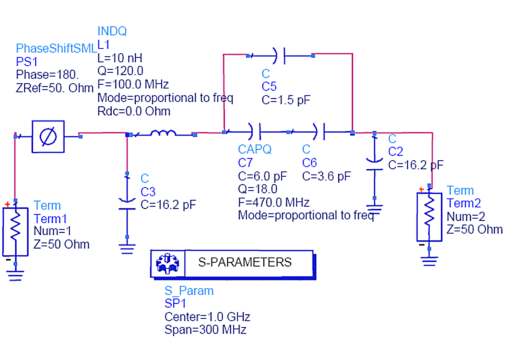 PhaseShiftSML
PS1
Phase=180.
ZRef=50. Ohm
INDQ
L1
L=10 nH
Q=120.0
F=100.0 MHz
Mode=proportional to freq
Rdc=0.0 Ohm
C
C5
C=1.5 pF
CAPQ
C7
C=6.0 pF
Q=18.0
F=470.0 MHz
Mode=proportional to freq
C
C6
C=3.6 pF
C
C2
C=16.2 pF
C
C3
C=16.2 pF
+
Term
Term1
Num=1
Z=50 Ohm
-
+
Term
Term2
Num=2
Z=50 Ohm
-
S-PARAMETERS
S_Param
SP1
Center=1.0 GHz
Span=300 MHz